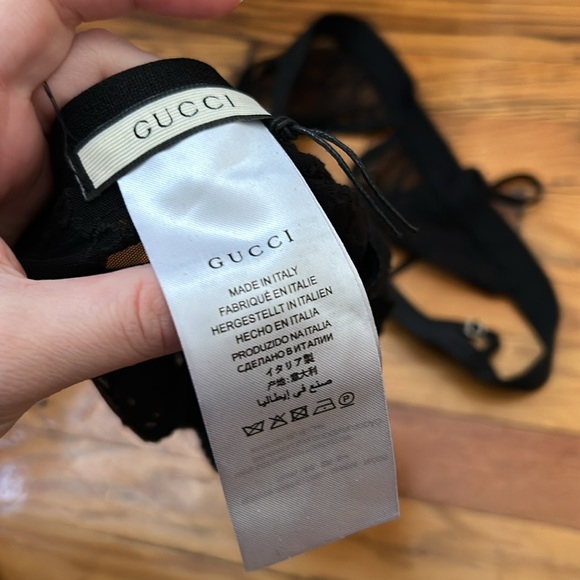 GUCCI
GUCCI
MADE IN ITALY
FABRIQUÉ EN ITALIE
HERGESTELLT IN ITALIEN
HECHO EN ITALIA
PRODUZIDO NA ITALIA
СДЕЛАНО В ИТАЛИИ
イタリア製
产地:意大利
صنع في إيطاليا